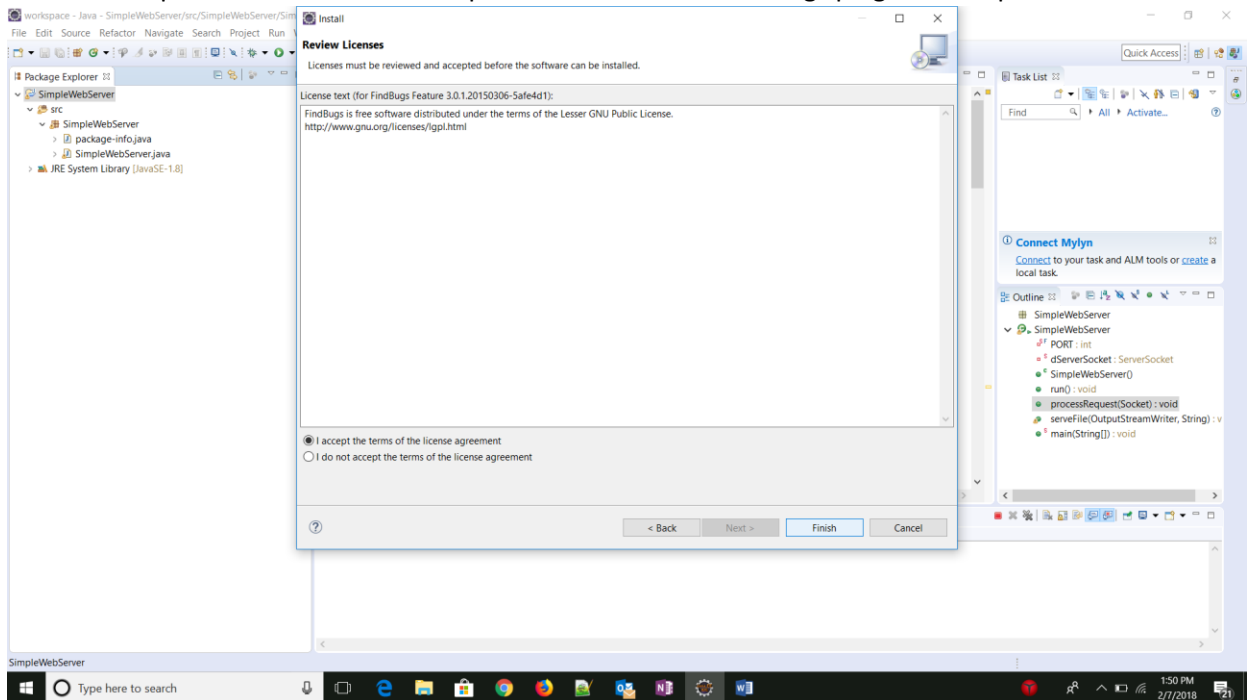 workspace - Java - SimpleWebServer/src/SimpleWebServer/Sim
File Edit Source Refactor Navigate Search Project Run
Quick Access
Package Explorer
SimpleWebServer
src
SimpleWebServer
package-info.java
SimpleWebServer.java
JRE System Library [JavaSE-1.8]
Install
Review Licenses
Licenses must be reviewed and accepted before the software can be installed.
License text (for FindBugs Feature 3.0.1.20150306-5afe4d1):
FindBugs is free software distributed under the terms of the Lesser GNU Public License.
http://www.gnu.org/licenses/lgpl.html
I accept the terms of the license agreement
I do not accept the terms of the license agreement
< Back Next > Finish Cancel
Task List
Find All Activate...
Connect Mylyn
Connect to your task and ALM tools or create a
local task.
Outline
SimpleWebServer
SimpleWebServer
PORT : int
dServerSocket : ServerSocket
SimpleWebServer()
run() : void
processRequest(Socket) : void
serveFile(OutputStreamWriter, String) : v
main(String[]) : void
SimpleWebServer
Type here to search
1:50 PM
2/7/2018
21